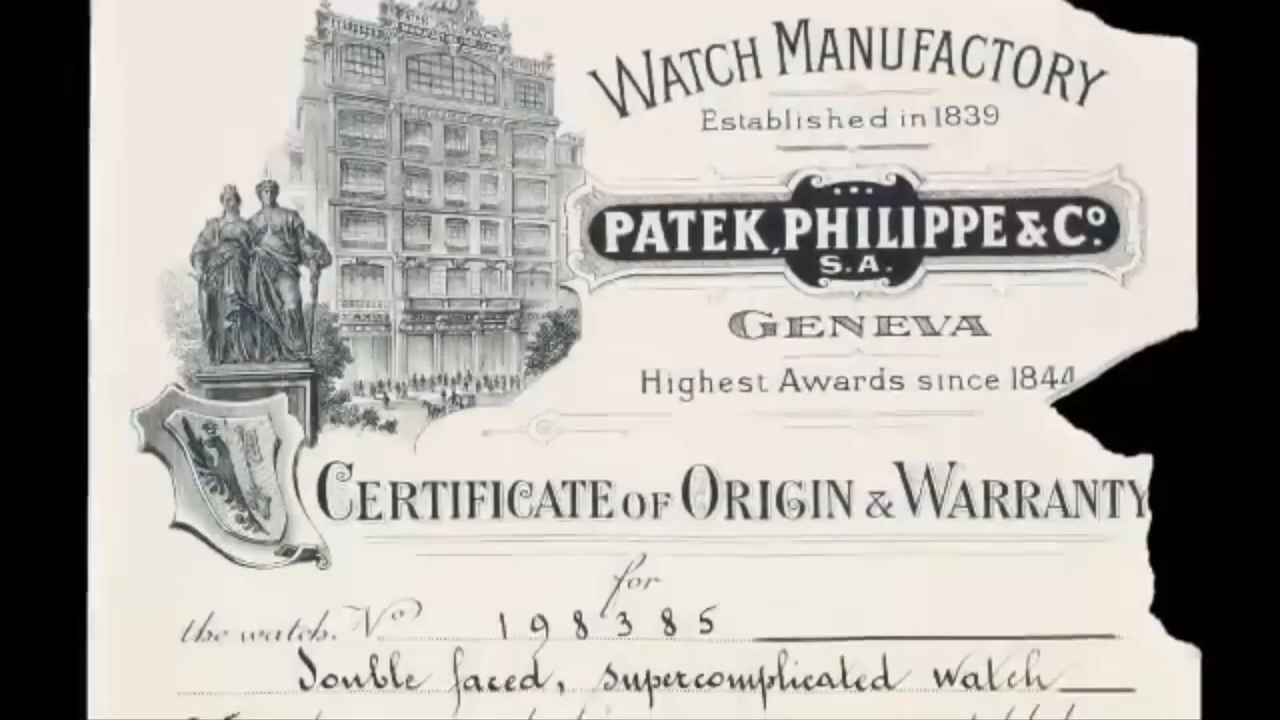 WATCH MANUFACTORY
Established in 1839
PATEK, PHILIPPE & Cº.
S.A.
GENEVA
Highest Awards since 1844
CERTIFICATE OF ORIGIN & WARRANTY
for
the watch. Nº 198385
Double faced, supercomplicated watch